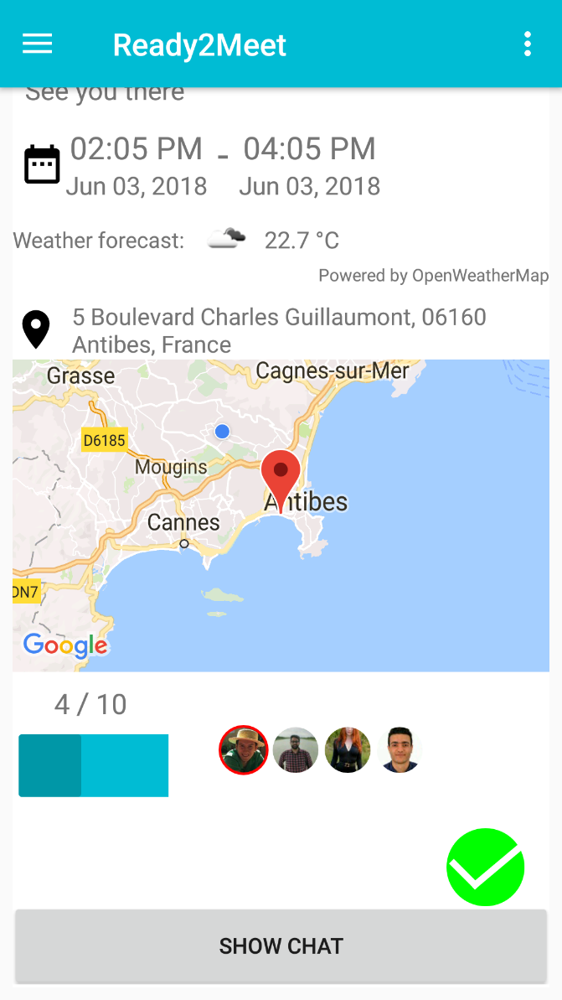 Ready2Meet
See you there
02:05 PM - 04:05 PM
Jun 03, 2018 Jun 03, 2018
Weather forecast: 22.7 °C
Powered by OpenWeatherMap
5 Boulevard Charles Guillaumont, 06160
Antibes, France
Grasse
Cagnes-sur-Mer
D6185
Mougins
Antibes
Cannes
DN7
Google
4 / 10
SHOW CHAT